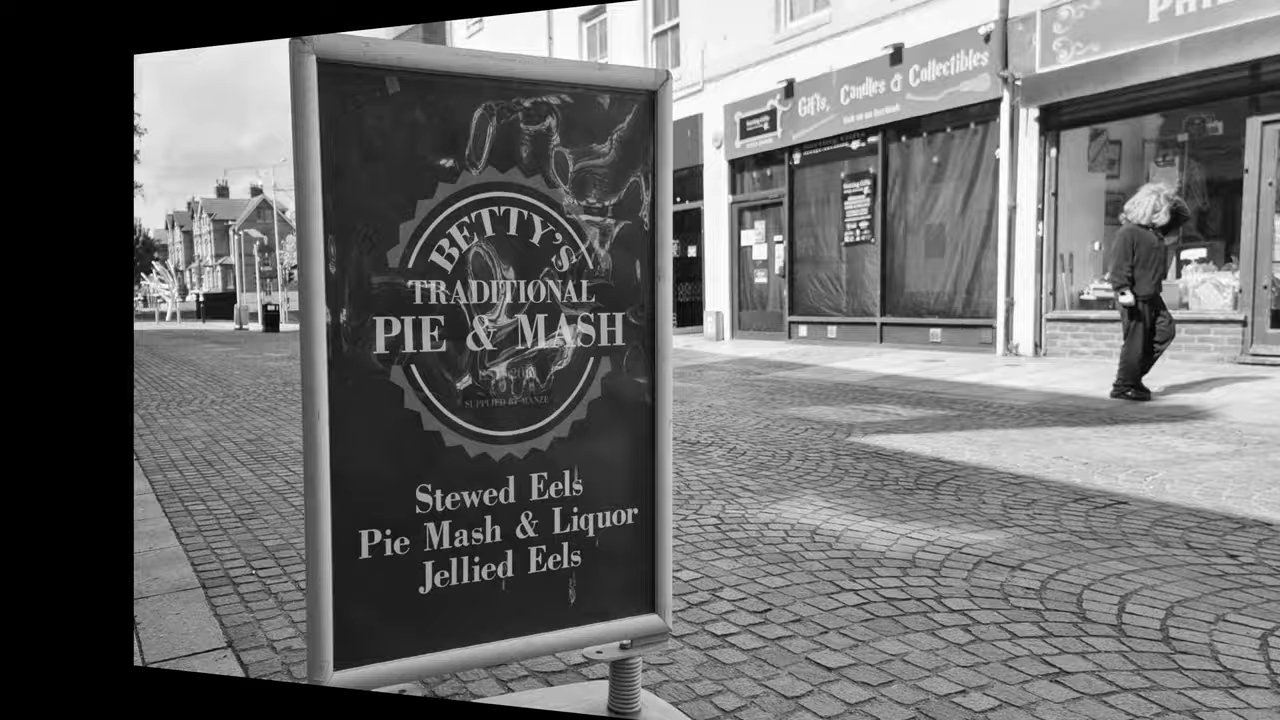 BETTY'S
TRADITIONAL
PIE & MASH
SUPPLIED BY MANZE
Stewed Eels
Pie Mash & Liquor
Jellied Eels
Gifts, Candles & Collectibles